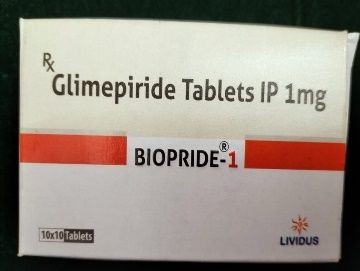 Rx
Glimepiride Tablets IP 1mg
BIOPRIDE®-1
10x10 Tablets
LIVIDUS